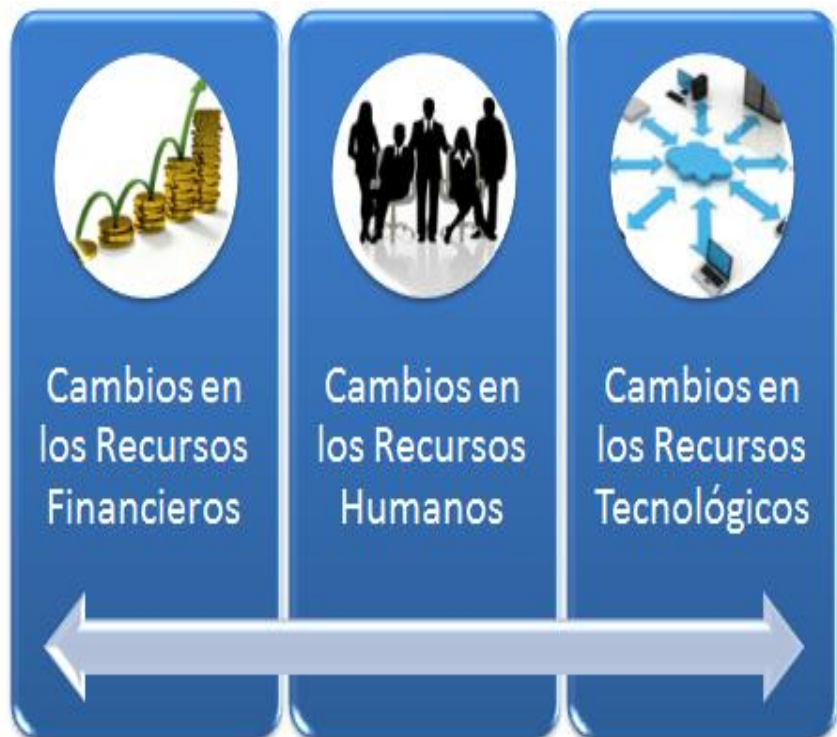 Cambios en
los Recursos
Financieros
Cambios en
los Recursos
Humanos
Cambios en
los Recursos
Tecnológicos